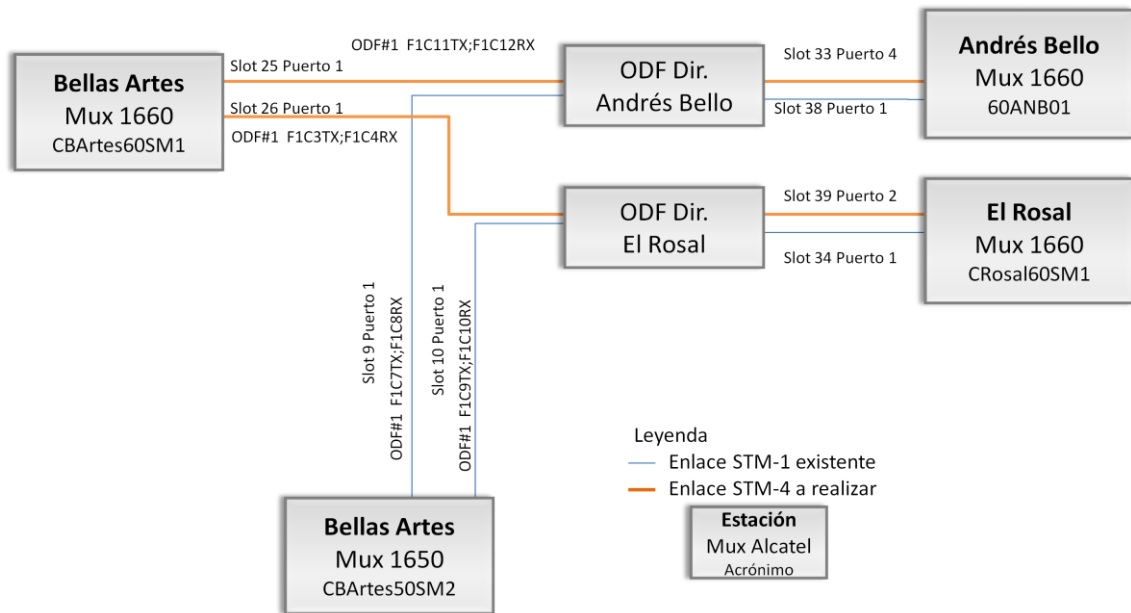 ODF#1 F1C11TX;F1C12RX
Bellas Artes
Mux 1660
CBArtes60SM1
Slot 25 Puerto 1
Slot 26 Puerto 1
ODF#1 F1C3TX;F1C4RX
ODF Dir.
Andrés Bello
Slot 33 Puerto 4
Slot 38 Puerto 1
Andrés Bello
Mux 1660
60ANB01
ODF Dir.
El Rosal
Slot 39 Puerto 2
Slot 34 Puerto 1
El Rosal
Mux 1660
CRosal60SM1
Slot 9 Puerto 1
ODF#1 F1C7TX;F1C8RX
Slot 10 Puerto 1
ODF#1 F1C9TX;F1C10RX
Bellas Artes
Mux 1650
CBArtes50SM2
Leyenda
Enlace STM-1 existente
Enlace STM-4 a realizar
Estación
Mux Alcatel
Acrónimo